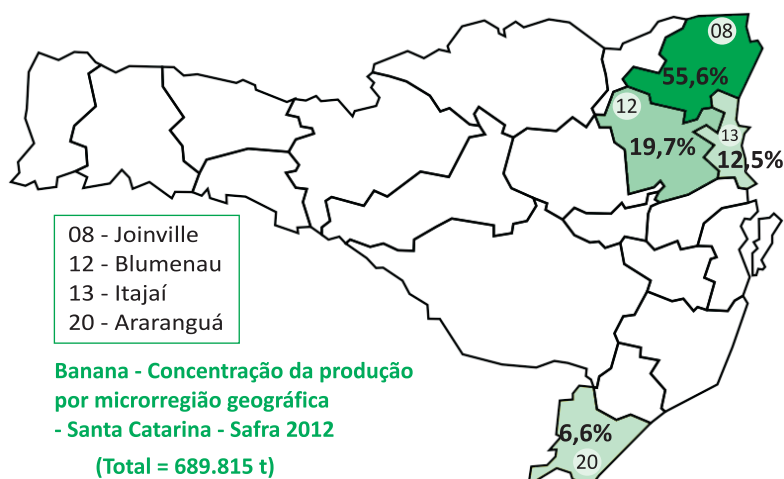 08
55,6%
12
13
19,7%
12,5%
08 - Joinville
12 - Blumenau
13 - Itajaí
20 - Araranguá
Banana - Concentração da produção
por microrregião geográfica
- Santa Catarina - Safra 2012
(Total = 689.815 t)
6,6%
20